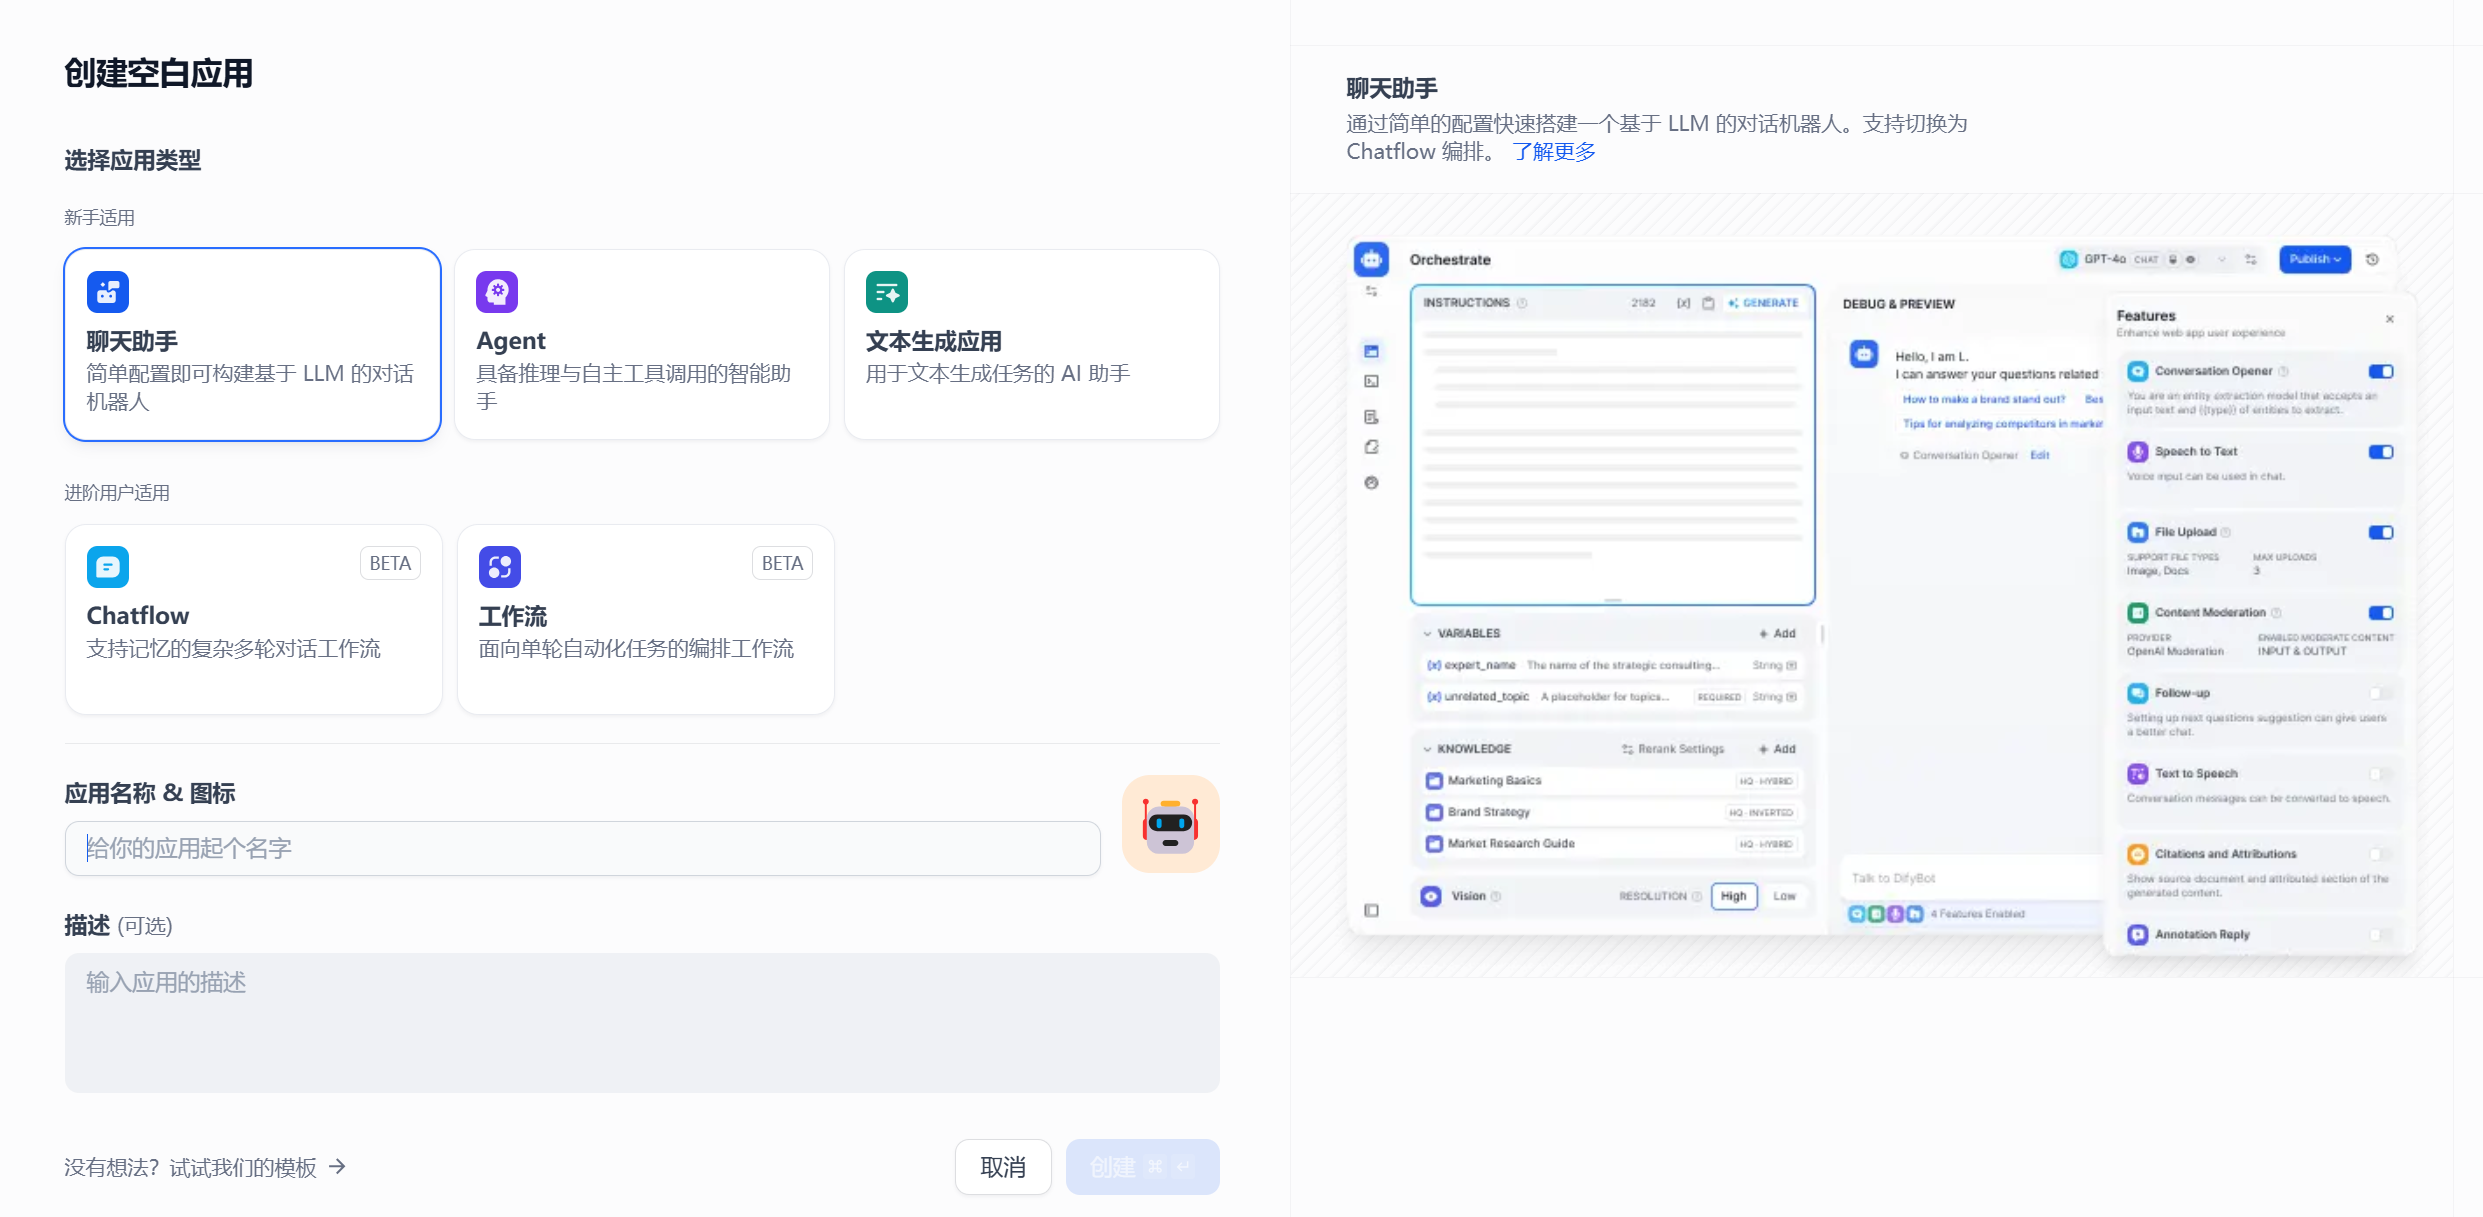 创建空白应用
选择应用类型
新手适用
聊天助手
简单配置即可构建基于 LLM 的对话
机器人
Agent
具备推理与自主工具调用的智能助
手
文本生成应用
用于文本生成任务的 AI 助手
进阶用户适用
BETA
Chatflow
支持记忆的复杂多轮对话工作流
BETA
工作流
面向单轮自动化任务的编排工作流
应用名称 & 图标
给你的应用起个名字
描述 (可选)
输入应用的描述
没有想法？试试我们的模板 →
取消
创建 ⌘ ↵
聊天助手
通过简单的配置快速搭建一个基于 LLM 的对话机器人。支持切换为
Chatflow 编排。 了解更多
Orchestrate
GPT-4o CHAT
Publish
INSTRUCTIONS
2182
GENERATE
VARIABLES
+ Add
{x} expert_name The name of the strategic consulting... String
{x} unrelated_topic A placeholder for topics... REQUIRED String
KNOWLEDGE
Rerank Settings
+ Add
Marketing Basics HQ · HYBRID
Brand Strategy HQ · INVERTED
Market Research Guide HQ · HYBRID
Vision
RESOLUTION
High
Low
DEBUG & PREVIEW
Hello, I am L.
I can answer your questions related
How to make a brand stand out? Bes
Tips for analyzing competitors in market
Conversation Opener Edit
Talk to DifyBot
4 Features Enabled
Features
Enhance web app user experience
Conversation Opener
You are an entity extraction model that accepts an
input text and {{type}} of entities to extract.
Speech to Text
Voice input can be used in chat.
File Upload
SUPPORT FILE TYPES
Image, Docs
MAX UPLOADS
3
Content Moderation
PROVIDER
OpenAI Moderation
ENABLED MODERATE CONTENT
INPUT & OUTPUT
Follow-up
Setting up next questions suggestion can give users
a better chat.
Text to Speech
Conversation messages can be converted to speech.
Citations and Attributions
Show source document and attributed section of the
generated content.
Annotation Reply